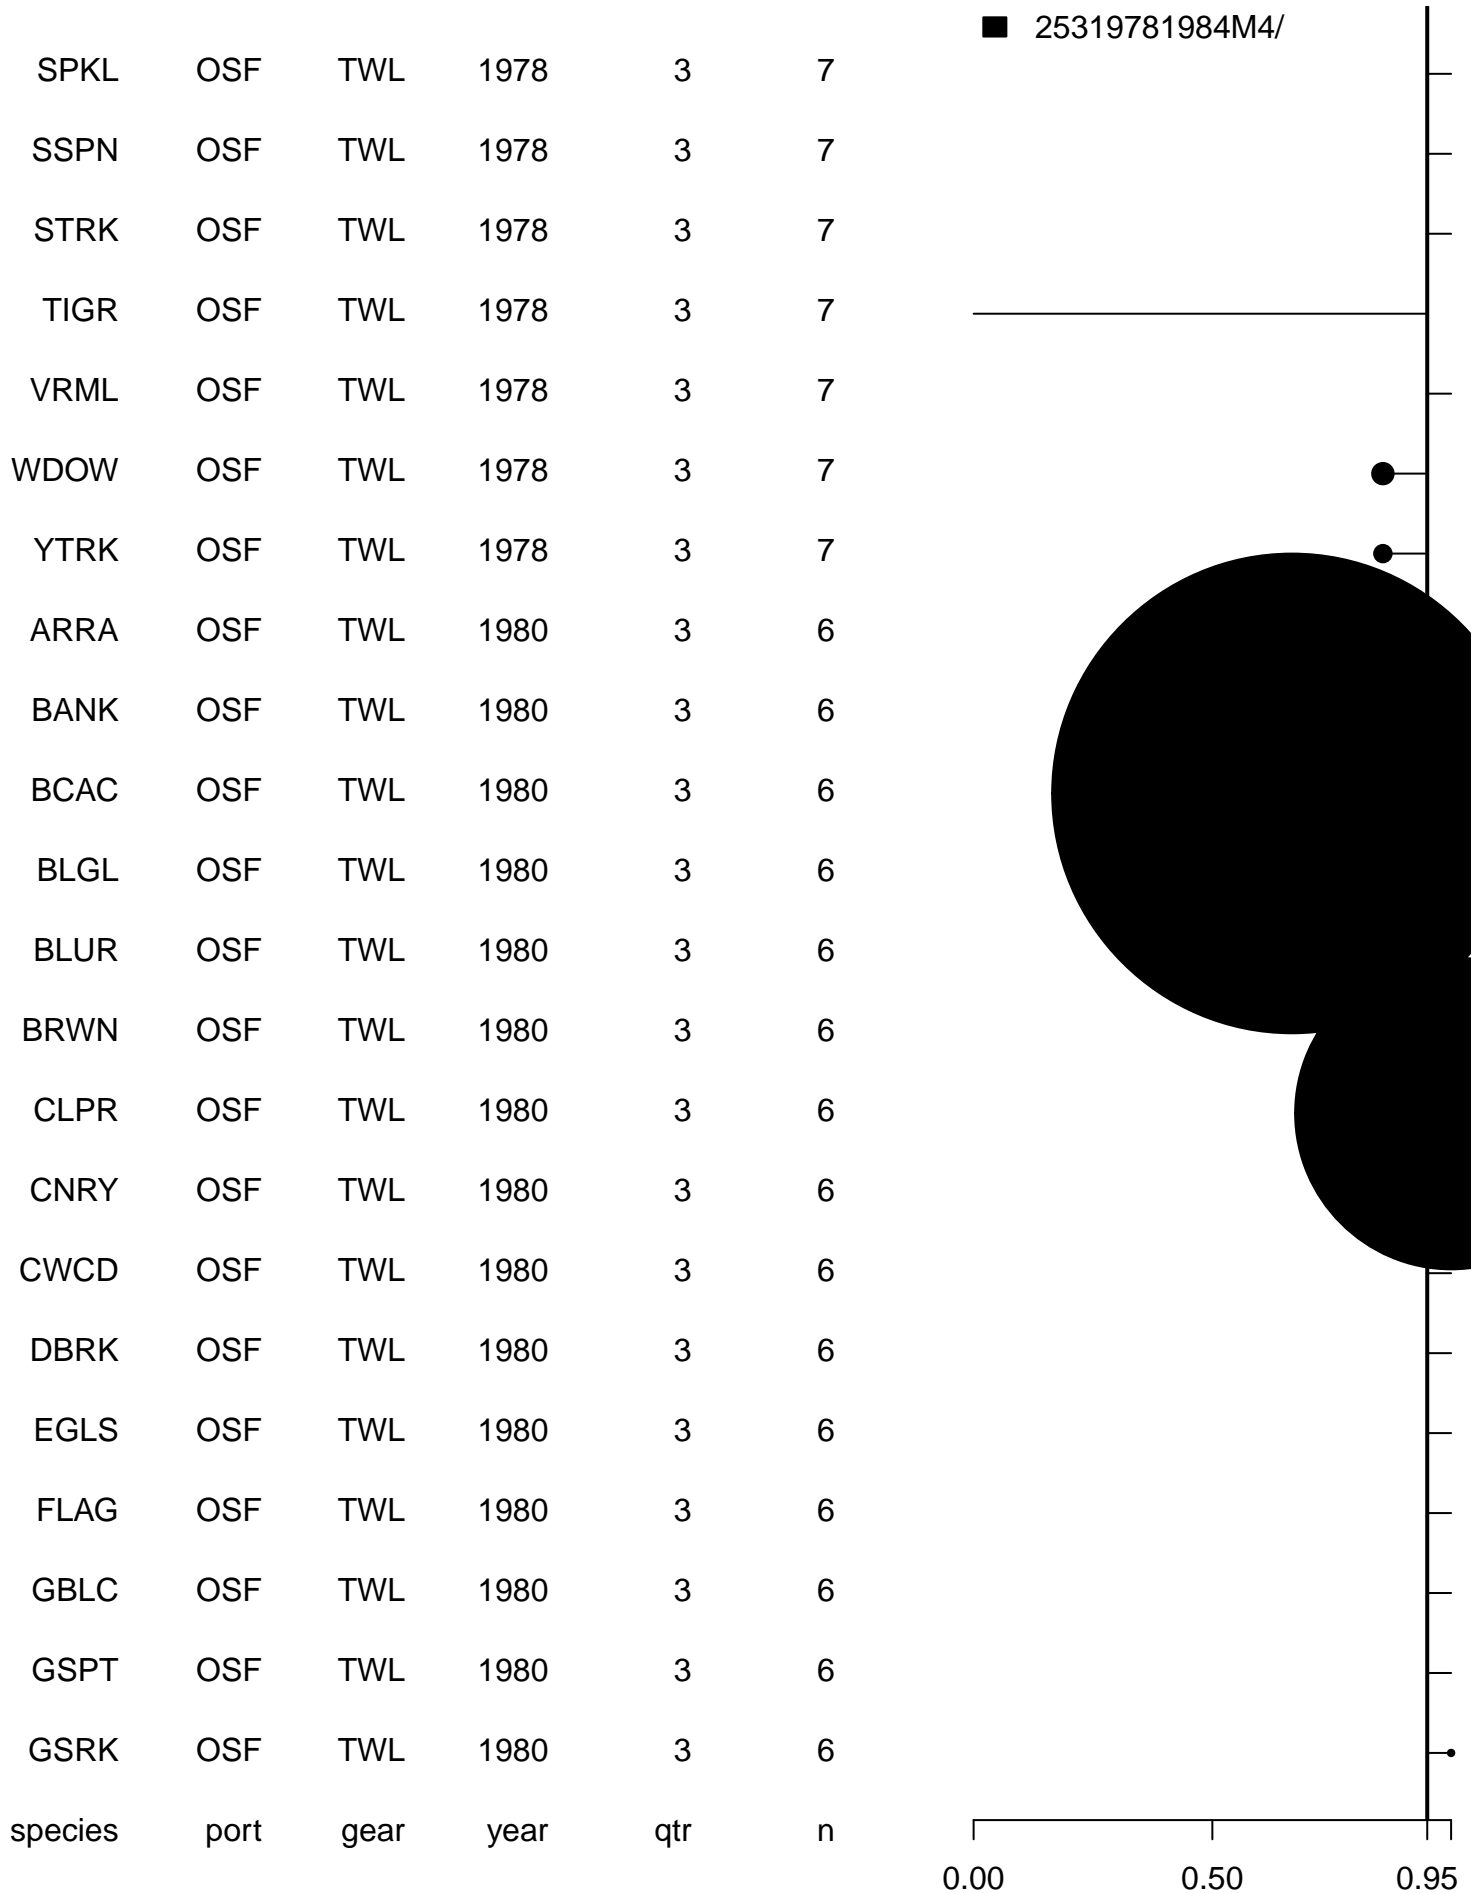 25319781984M4/
SPKL OSF TWL 1978 3 7
SSPN OSF TWL 1978 3 7
STRK OSF TWL 1978 3 7
TIGR OSF TWL 1978 3 7
VRML OSF TWL 1978 3 7
WDOW OSF TWL 1978 3 7
YTRK OSF TWL 1978 3 7
ARRA OSF TWL 1980 3 6
BANK OSF TWL 1980 3 6
BCAC OSF TWL 1980 3 6
BLGL OSF TWL 1980 3 6
BLUR OSF TWL 1980 3 6
BRWN OSF TWL 1980 3 6
CLPR OSF TWL 1980 3 6
CNRY OSF TWL 1980 3 6
CWCD OSF TWL 1980 3 6
DBRK OSF TWL 1980 3 6
EGLS OSF TWL 1980 3 6
FLAG OSF TWL 1980 3 6
GBLC OSF TWL 1980 3 6
GSPT OSF TWL 1980 3 6
GSRK OSF TWL 1980 3 6
species port gear year qtr n
0.00 0.50 0.95